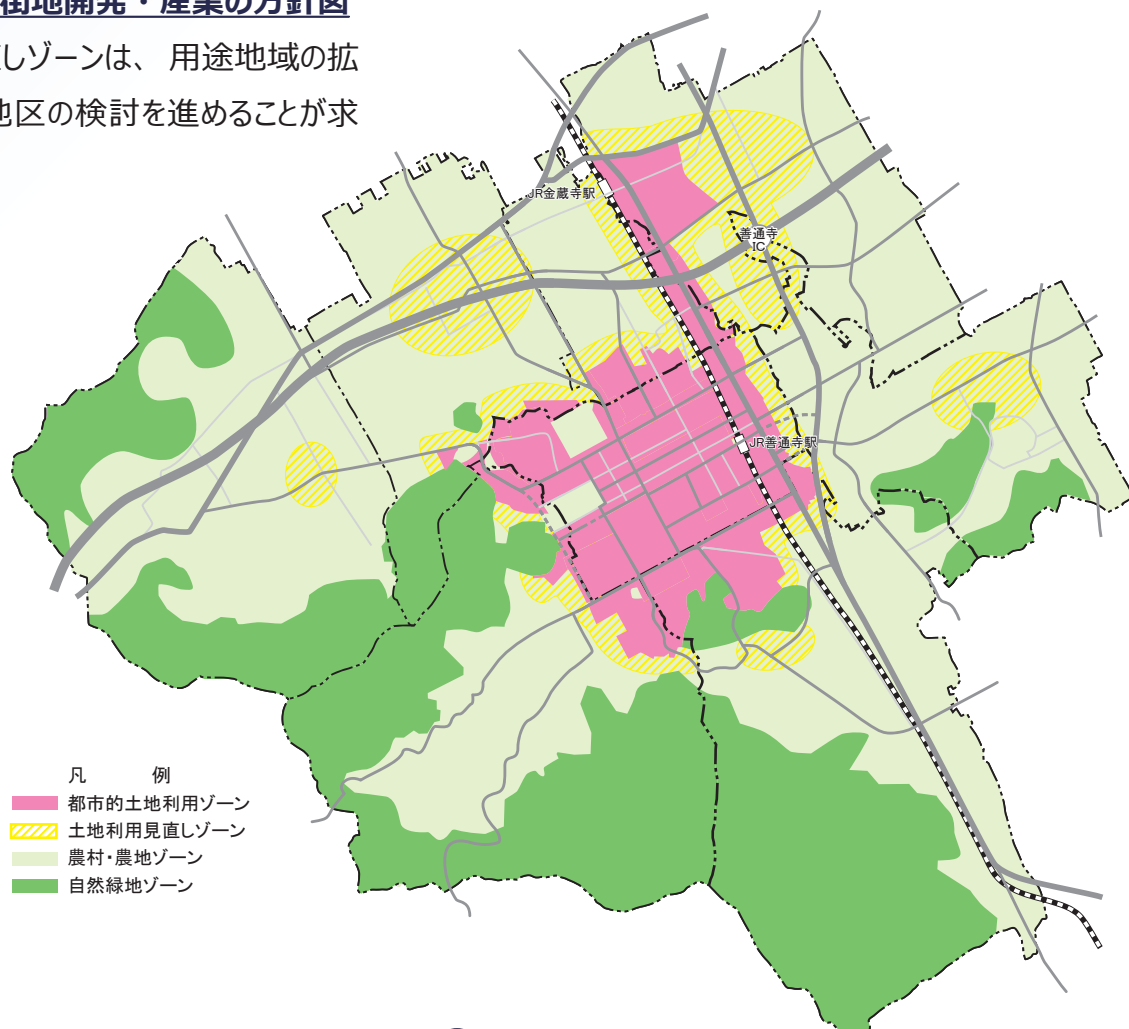 街地開発・産業の方針図
しゾーンは、用途地域の拡
地区の検討を進めることが求
JR金蔵寺駅
善通寺
IC
JR善通寺駅
凡 例
都市的土地利用ゾーン
土地利用見直しゾーン
農村・農地ゾーン
自然緑地ゾーン